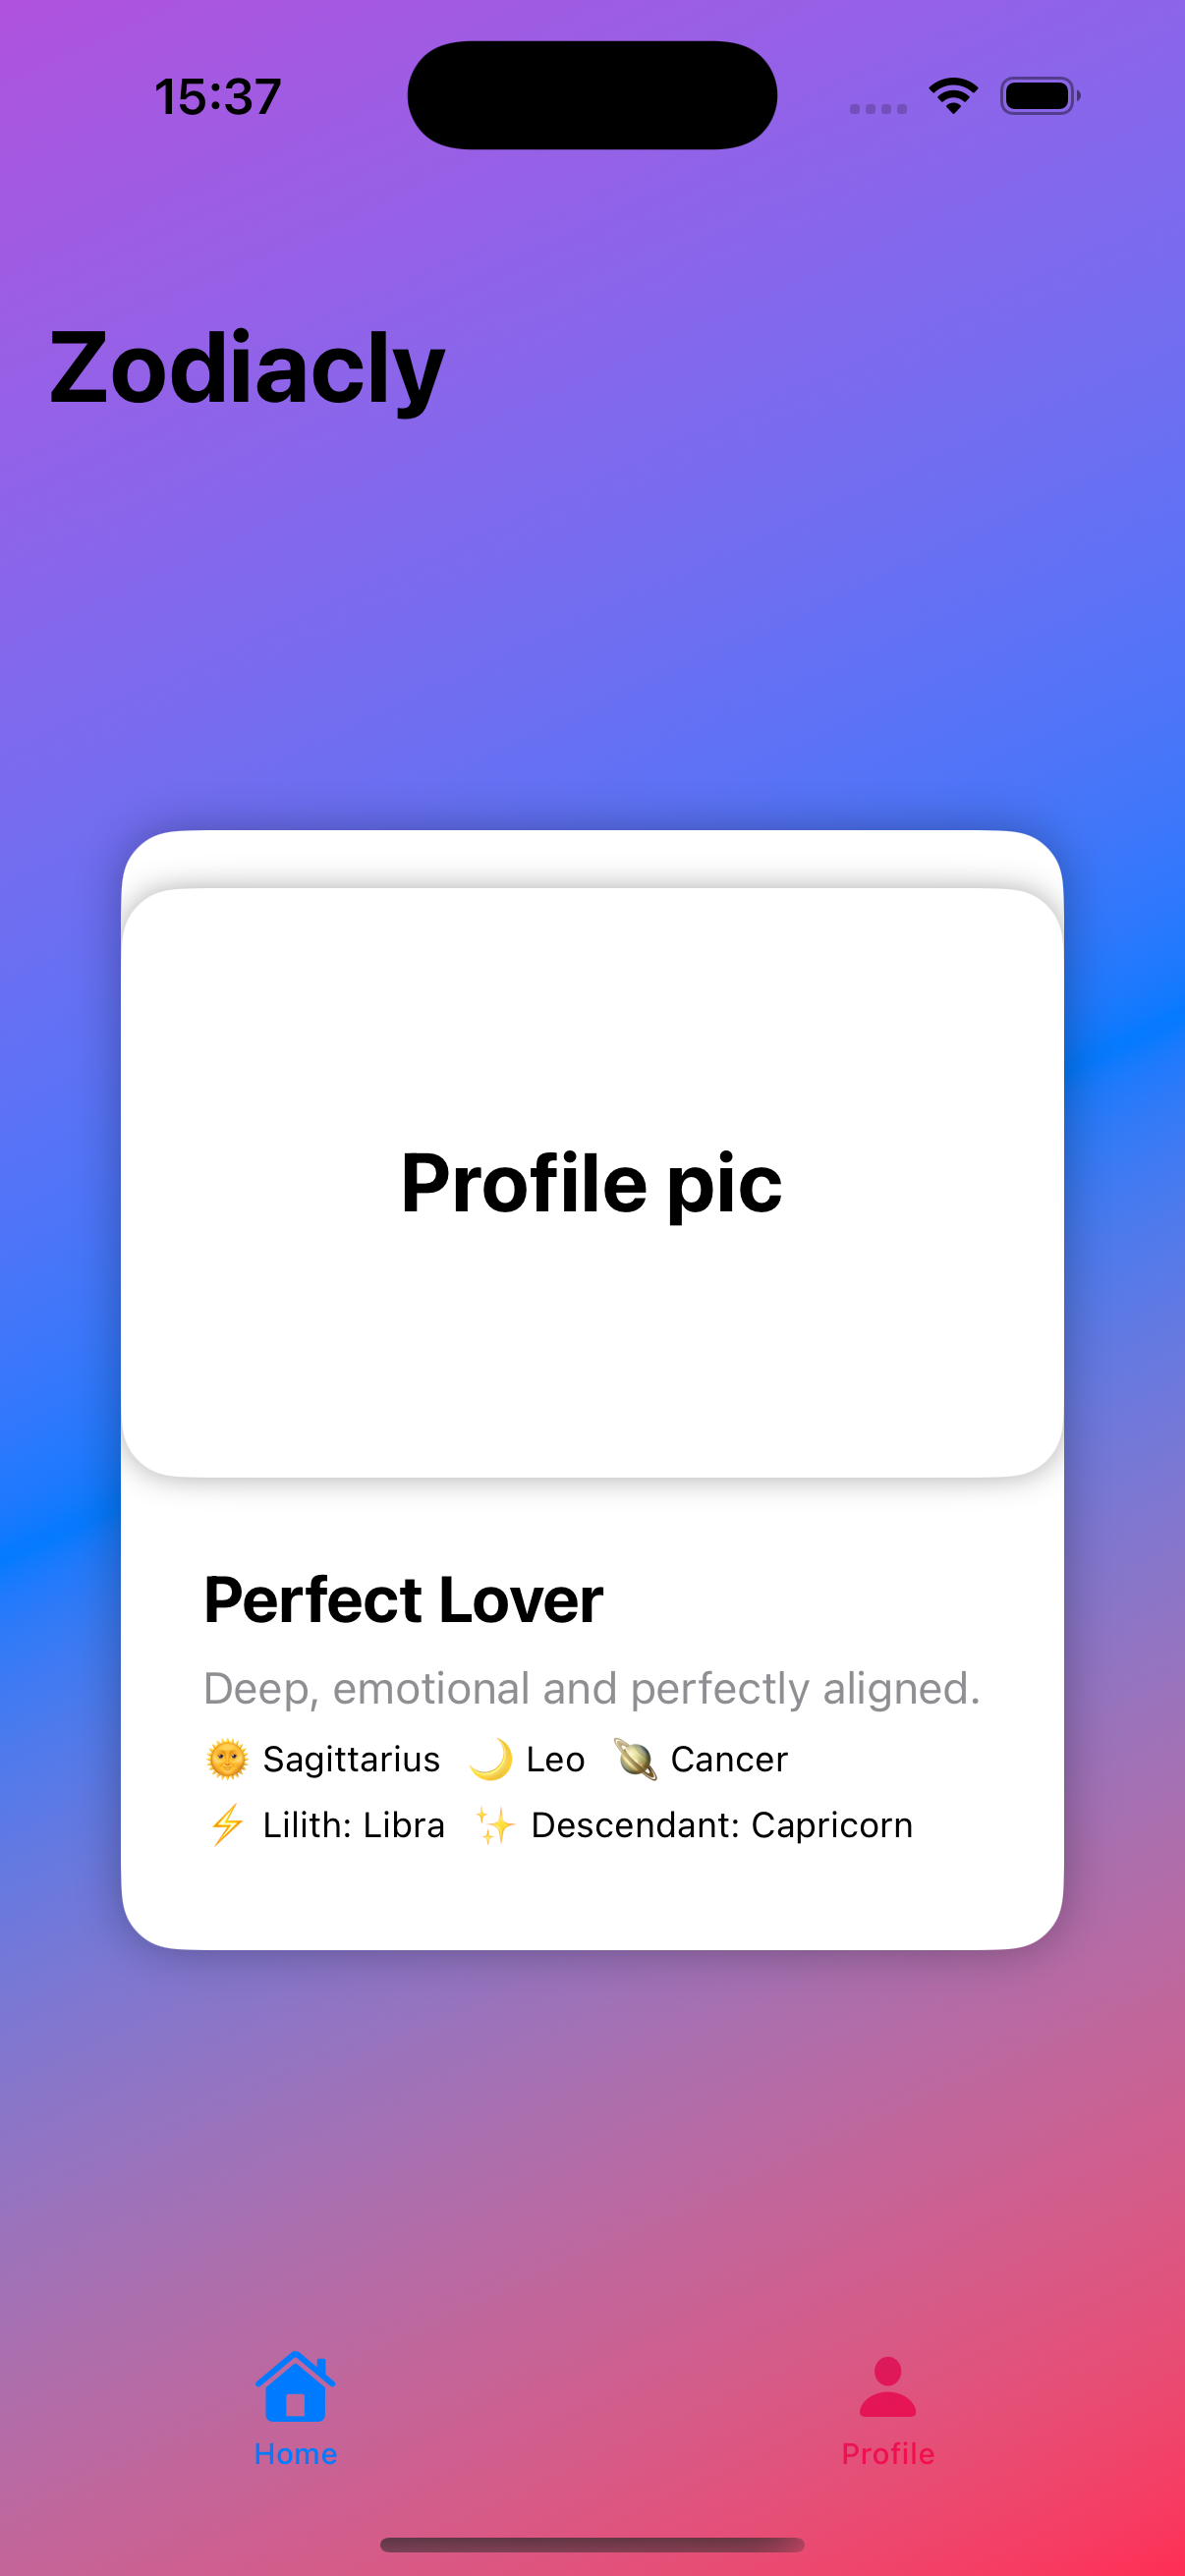 15:37
Zodiacly
Profile pic
Perfect Lover
Deep, emotional and perfectly aligned.
🌞 Sagittarius 🌙 Leo 🪐 Cancer
⚡ Lilith: Libra ✨ Descendant: Capricorn
Home Profile